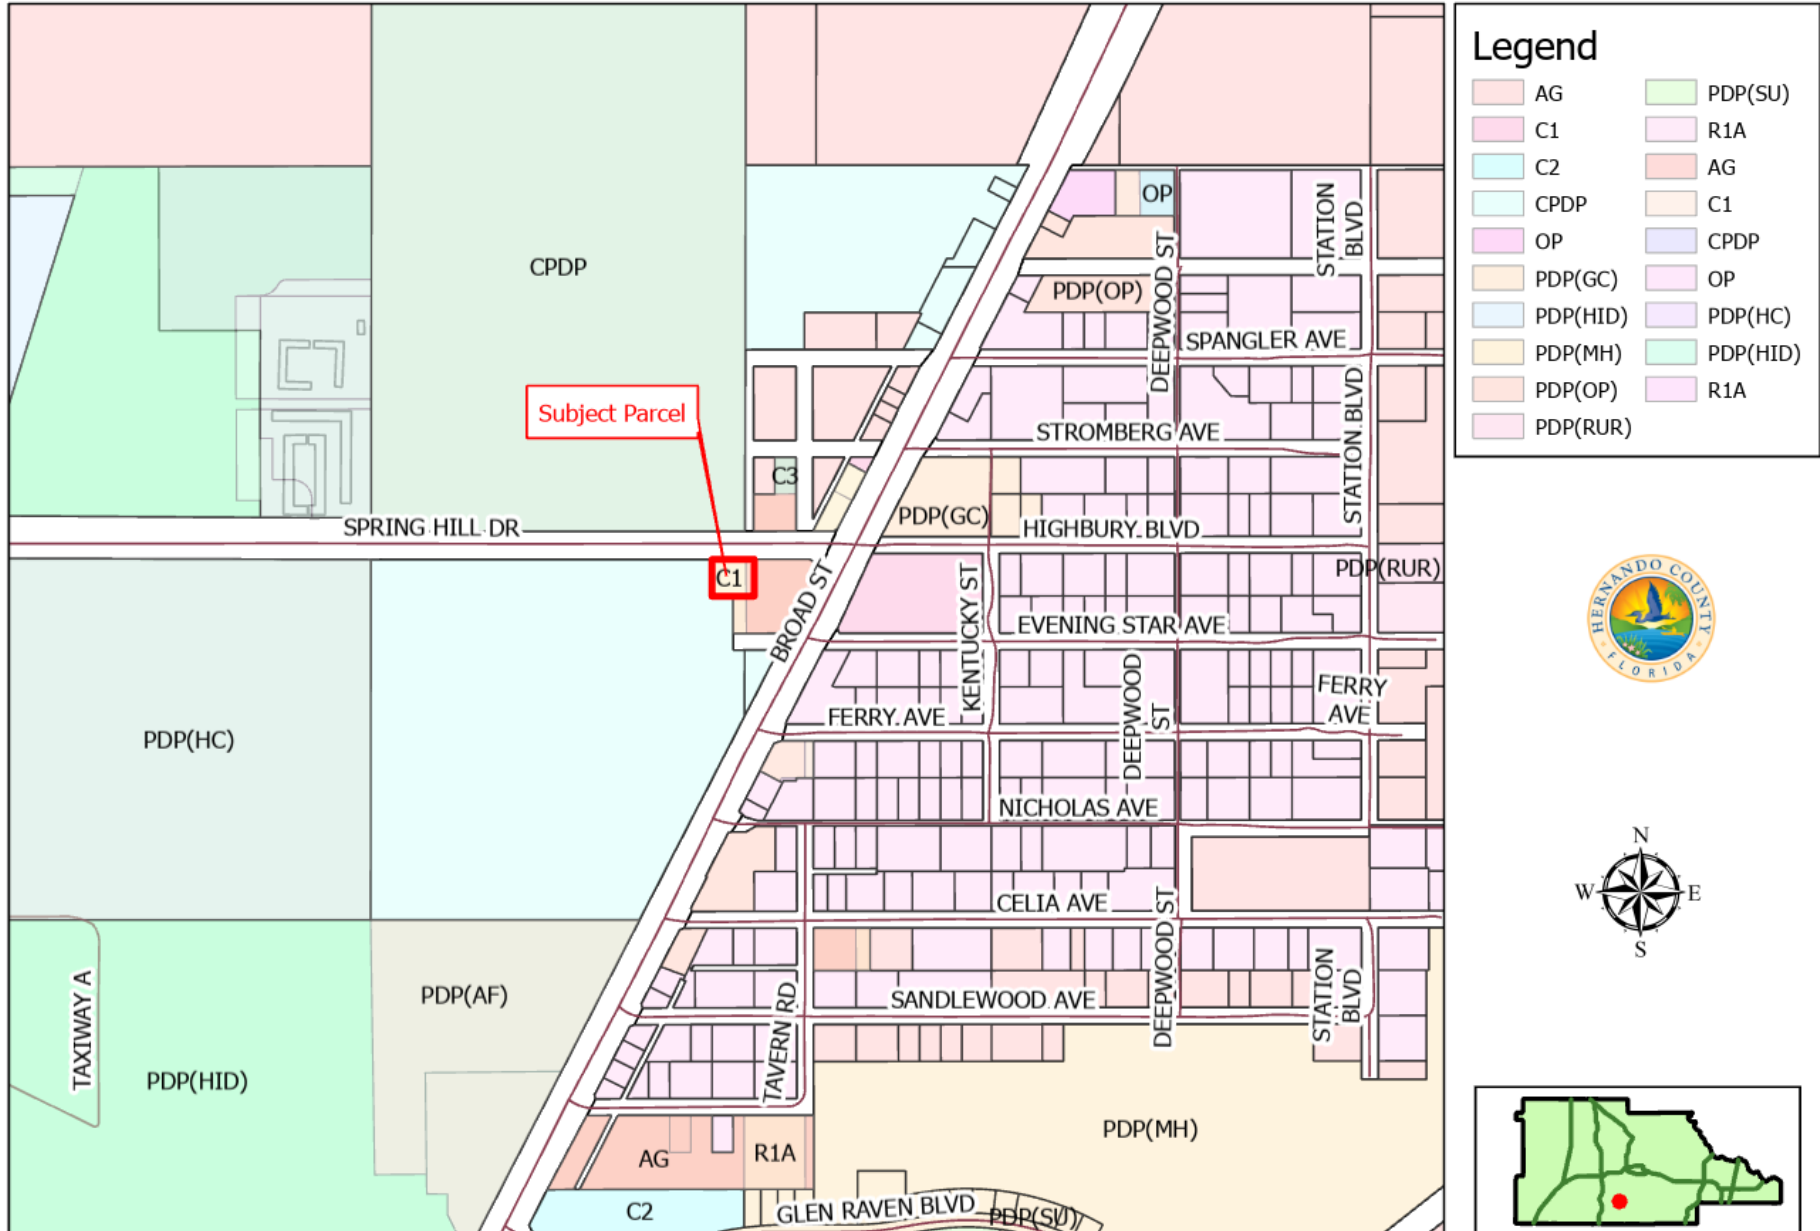 Legend
AG
C1
C2
CPDP
OP
PDP(GC)
PDP(HID)
PDP(MH)
PDP(OP)
PDP(RUR)
PDP(SU)
R1A
AG
C1
CPDP
OP
PDP(HC)
PDP(HID)
R1A
OP
STATION
BLVD
DEEPWOOD ST
CPDP
PDP(OP)
SPANGLER AVE
Subject Parcel
STATION BLVD
STROMBERG AVE
C3
PDP(GC)
SPRING HILL DR
HIGHBURY BLVD
C1
PDP(RUR)
BROAD ST
KENTUCKY ST
EVENING STAR AVE
DEEPWOOD
ST
FERRY
AVE
FERRY AVE
PDP(HC)
NICHOLAS AVE
CELIA AVE
DEEPWOOD ST
STATION
BLVD
TAXIWAY A
PDP(AF)
SANDLEWOOD AVE
TAVERN RD
PDP(HID)
PDP(MH)
AG
R1A
C2
GLEN RAVEN BLVD
PDP(SU)
HERNANDO COUNTY
FLORIDA
N
W
E
S